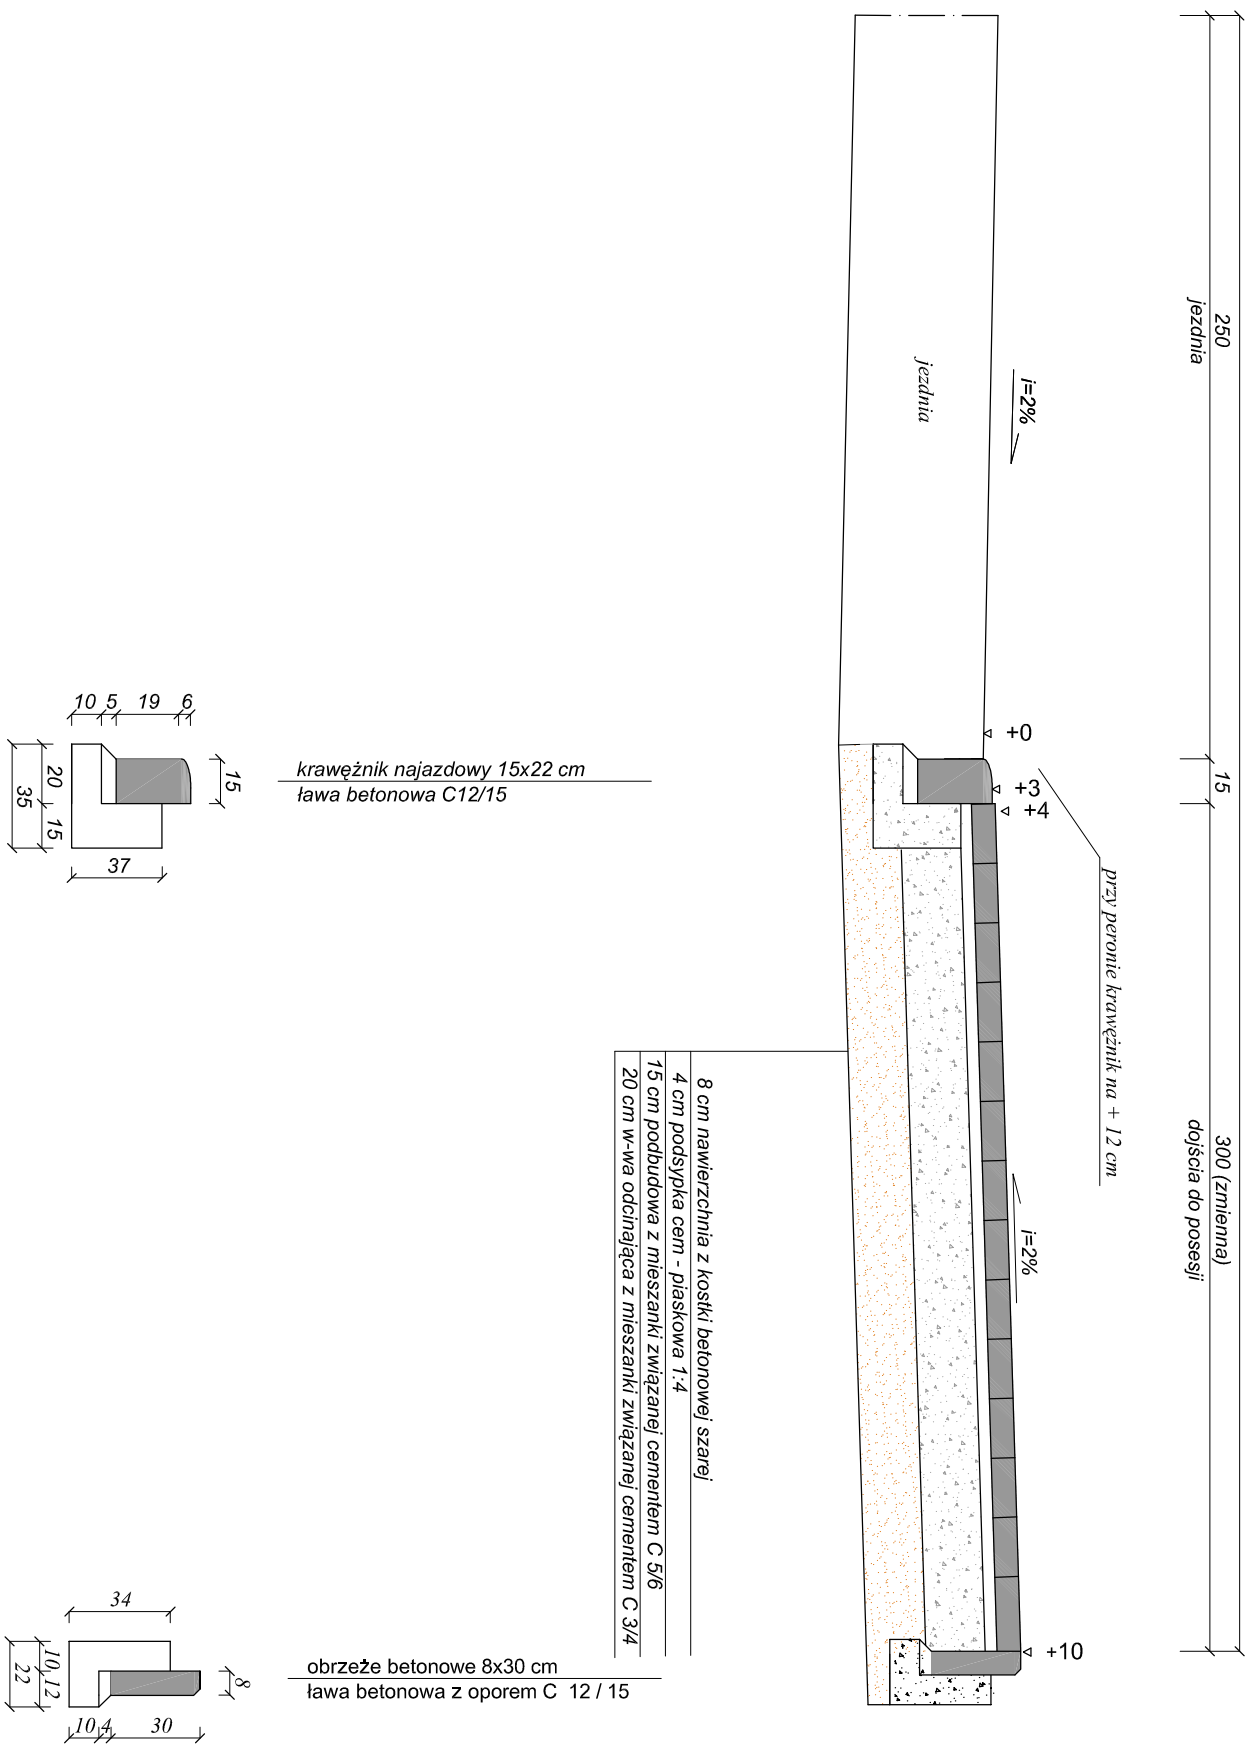 250
jezdnia
15
300 (zmienna)
dojścia do posesji
i=2%
jezdnia
+0
+3
+4
przy peronie krawężnik na + 12 cm
i=2%
+10
8 cm nawierzchnia z kostki betonowej szarej
4 cm podsypka cem - piaskowa 1:4
15 cm podbudowa z mieszanki związanej cementem C 5/6
20 cm w-wa odcinająca z mieszanki związanej cementem C 3/4
10 5 19 6
15
20
15
35
37
krawężnik najazdowy 15x22 cm
ława betonowa C12/15
34
10 12
22
8
10 4 30
obrzeże betonowe 8x30 cm
ława betonowa z oporem C 12 / 15